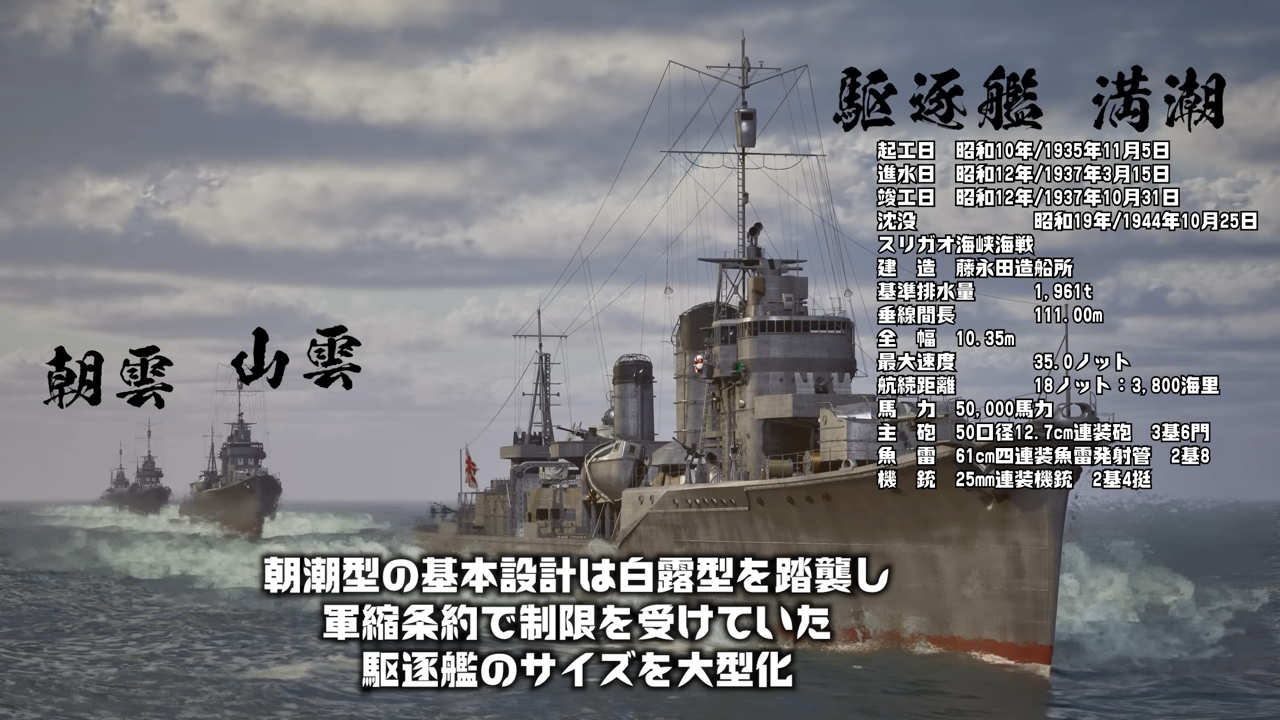 駆逐艦 満潮
起工日 昭和10年/1935年11月5日
進水日 昭和12年/1937年3月15日
竣工日 昭和12年/1937年10月31日
沈没 昭和19年/1944年10月25日
スリガオ海峡海戦
建 造 藤永田造船所
基準排水量 1,961t
垂線間長 111.00m
全 幅 10.35m
最大速度 35.0ノット
航続距離 18ノット：3,800海里
馬 力 50,000馬力
主 砲 50口径12.7cm連装砲 3基6門
魚 雷 61cm四連装魚雷発射管 2基8
機 銃 25mm連装機銃 2基4挺
朝雲 山雲
朝潮型の基本設計は白露型を踏襲し
軍縮条約で制限を受けていた
駆逐艦のサイズを大型化